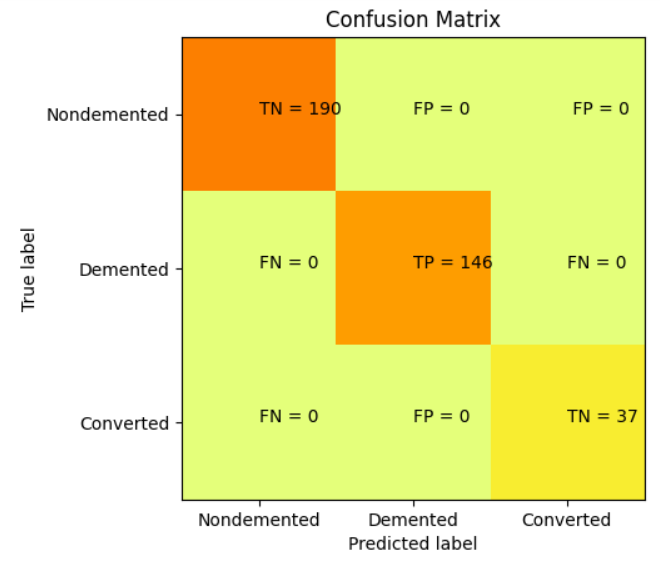 Confusion Matrix
Nondemented
TN = 190
FP = 0
FP = 0
True label
Demented
FN = 0
TP = 146
FN = 0
Converted
FN = 0
FP = 0
TN = 37
Nondemented
Demented
Converted
Predicted label